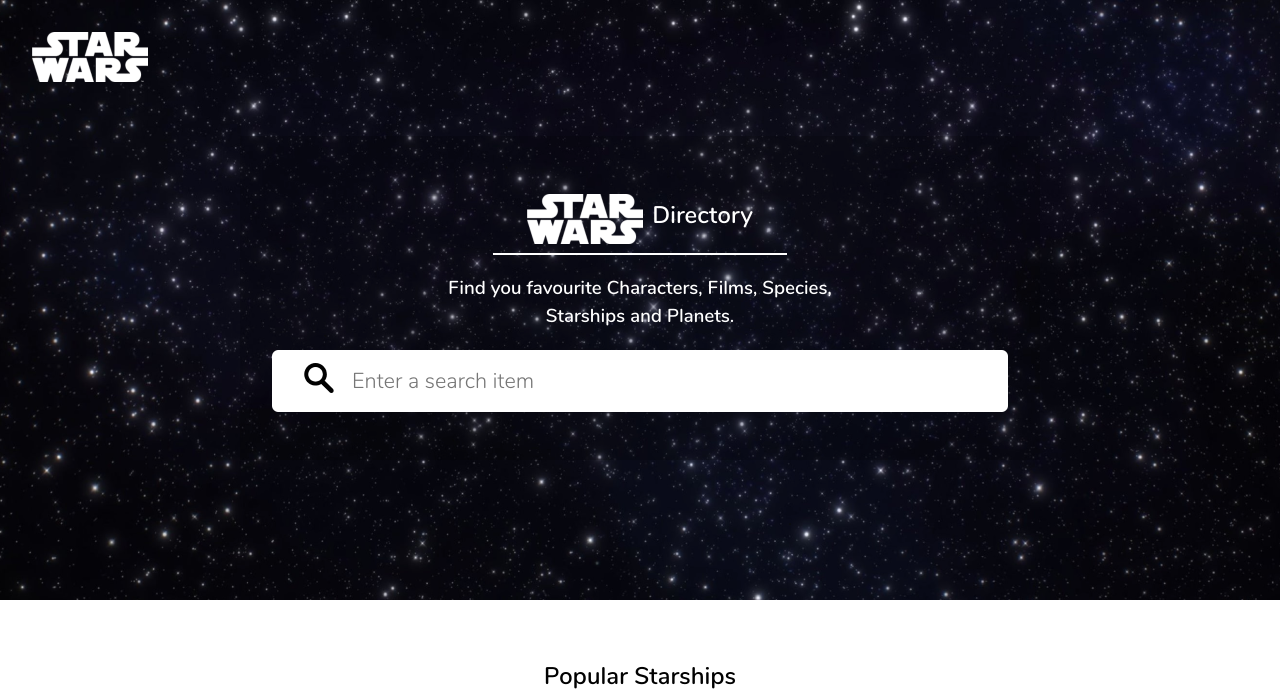 STAR
WARS
STAR
WARS Directory
Find you favourite Characters, Films, Species,
Starships and Planets.
Enter a search item
Popular Starships